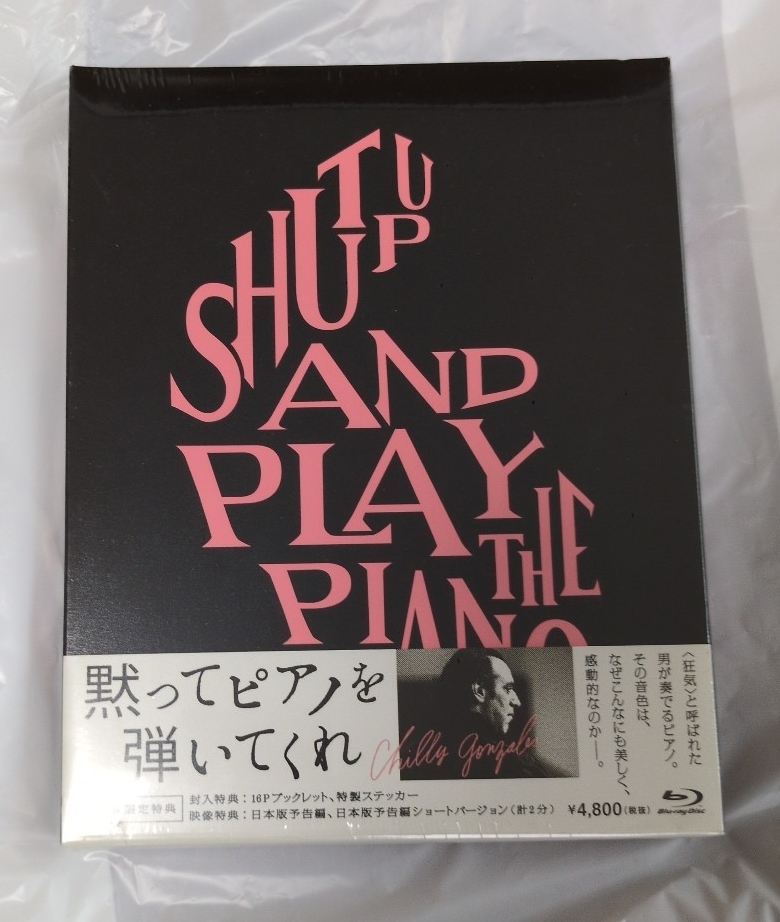 SHUT UP
AND
PLAY
THE
PIANO
黙ってピアノを
弾いてくれ
Chilly Gonzales
〈狂気〉と呼ばれた
男が奏でるピアノ。
その音色は、
なぜこんなにも美しく、
感動的なのか―。
限定特典
封入特典:16Pブックレット、特製ステッカー
映像特典:日本版予告編、日本版予告編ショートバージョン(計2分)
¥4,800(税抜)
Blu-ray Disc